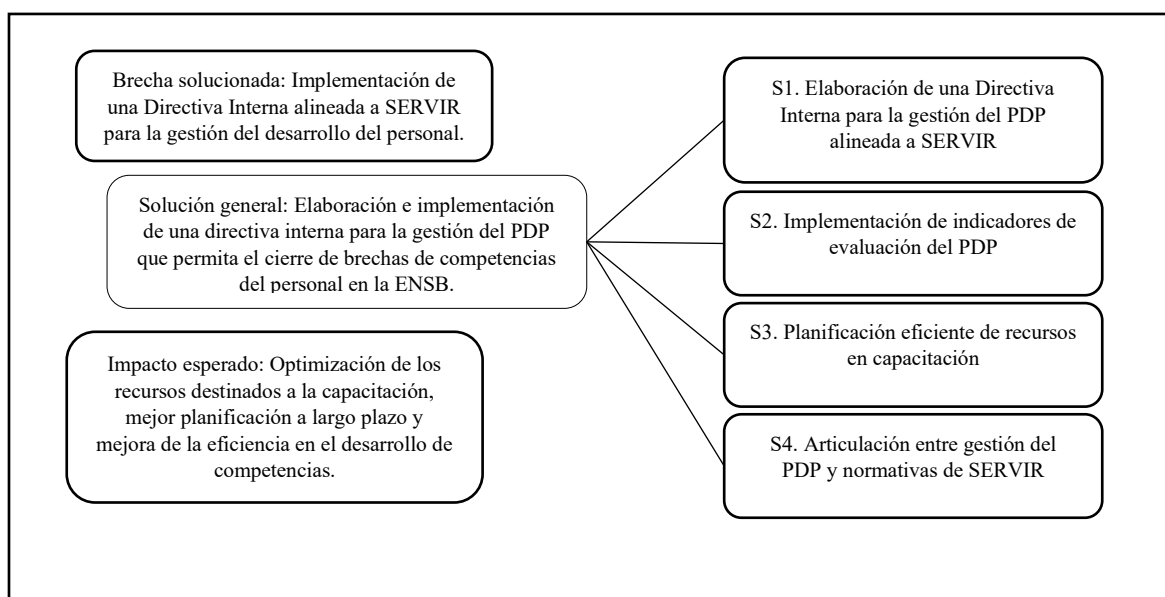 Brecha solucionada: Implementación de
una Directiva Interna alineada a SERVIR
para la gestión del desarrollo del personal.
Solución general: Elaboración e implementación
de una directiva interna para la gestión del PDP
que permita el cierre de brechas de competencias
del personal en la ENSB.
Impacto esperado: Optimización de los
recursos destinados a la capacitación,
mejor planificación a largo plazo y
mejora de la eficiencia en el desarrollo de
competencias.
S1. Elaboración de una Directiva
Interna para la gestión del PDP
alineada a SERVIR
S2. Implementación de indicadores de
evaluación del PDP
S3. Planificación eficiente de recursos
en capacitación
S4. Articulación entre gestión del
PDP y normativas de SERVIR